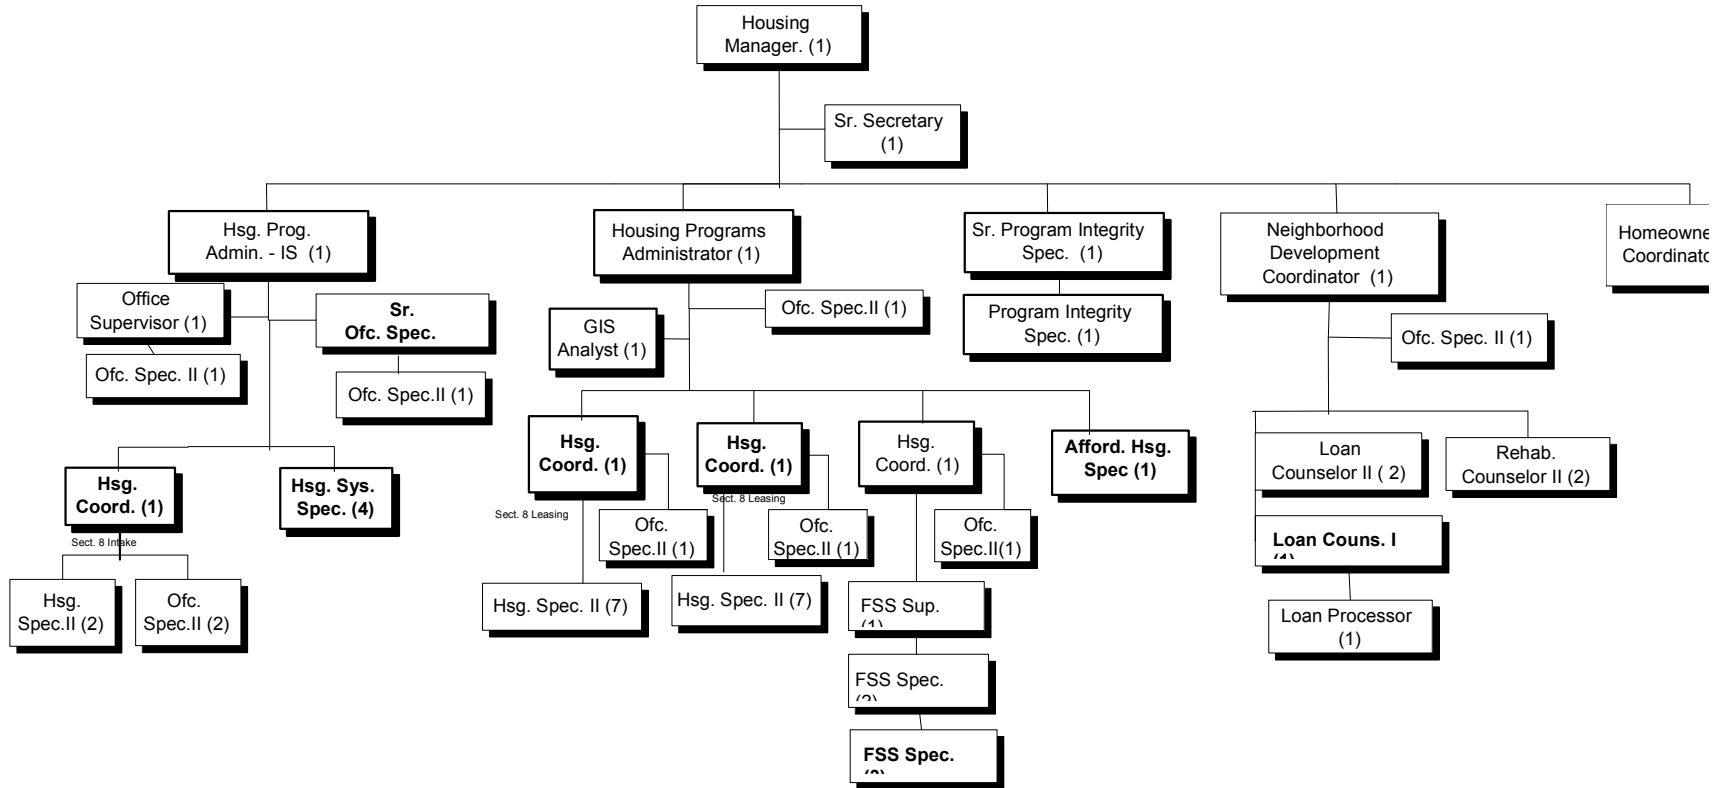 Housing
Manager. (1)
Sr. Secretary
(1)
Hsg. Prog.
Admin. - IS (1)
Housing Programs
Administrator (1)
Sr. Program Integrity
Spec. (1)
Neighborhood
Development
Coordinator (1)
Homeowne
Coordinato
Office
Supervisor (1)
Sr.
Ofc. Spec.
GIS
Analyst (1)
Ofc. Spec.II (1)
Program Integrity
Spec. (1)
Ofc. Spec. II (1)
Ofc. Spec. II (1)
Ofc. Spec.II (1)
Hsg.
Coord. (1)
Sect. 8 Intake
Hsg. Sys.
Spec. (4)
Hsg.
Coord. (1)
Sect. 8 Leasing
Hsg.
Coord. (1)
Sect. 8 Leasing
Hsg.
Coord. (1)
Afford. Hsg.
Spec (1)
Loan
Counselor II ( 2)
Rehab.
Counselor II (2)
Ofc.
Spec.II (1)
Ofc.
Spec.II (1)
Ofc.
Spec.II(1)
Loan Couns. I
(1)
Hsg.
Spec.II (2)
Ofc.
Spec.II (2)
Hsg. Spec. II (7)
Hsg. Spec. II (7)
FSS Sup.
(1)
Loan Processor
(1)
FSS Spec.
FSS Spec.